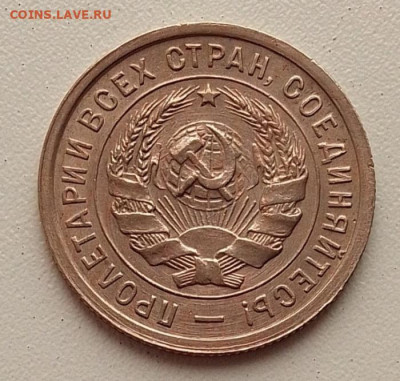 COINS.LAVE.RU
ПРОЛЕТАРИИ ВСЕХ СТРАН, СОЕДИНЯЙТЕСЬ! —